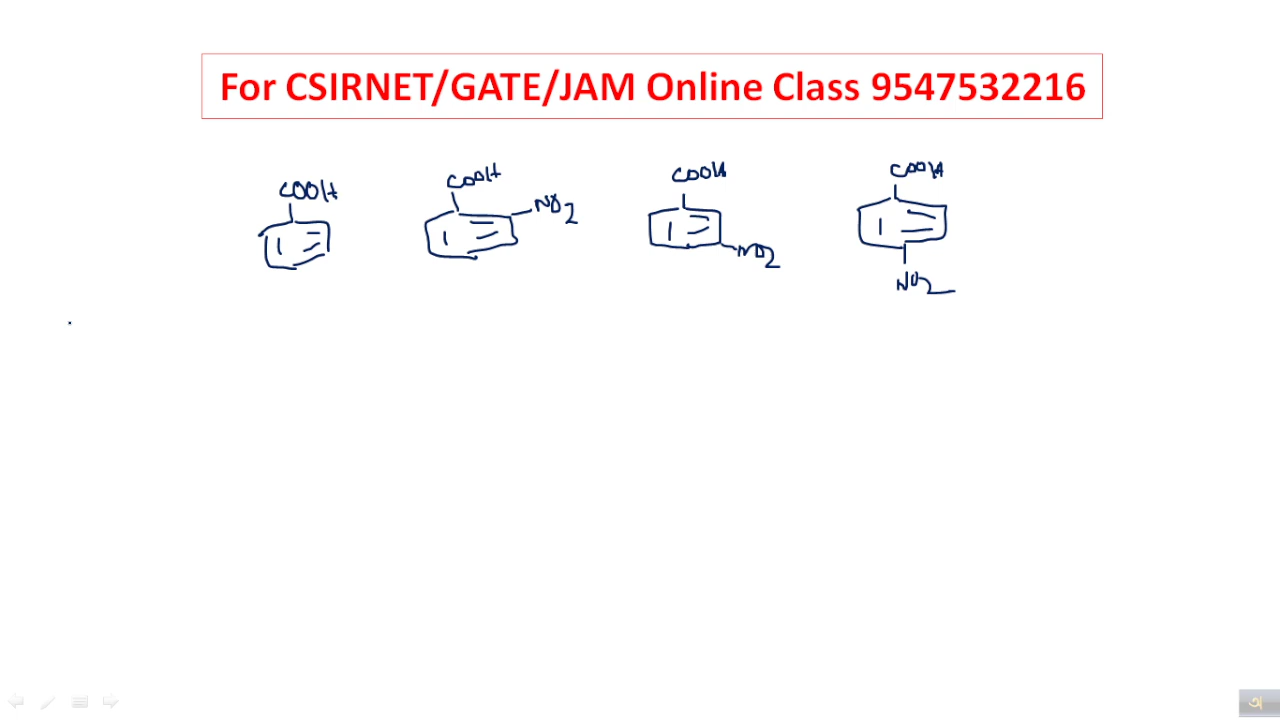 For CSIRNET/GATE/JAM Online Class 9547532216
COOH
COOH
NO2
COOH
NO2
COOH
NO2
অ